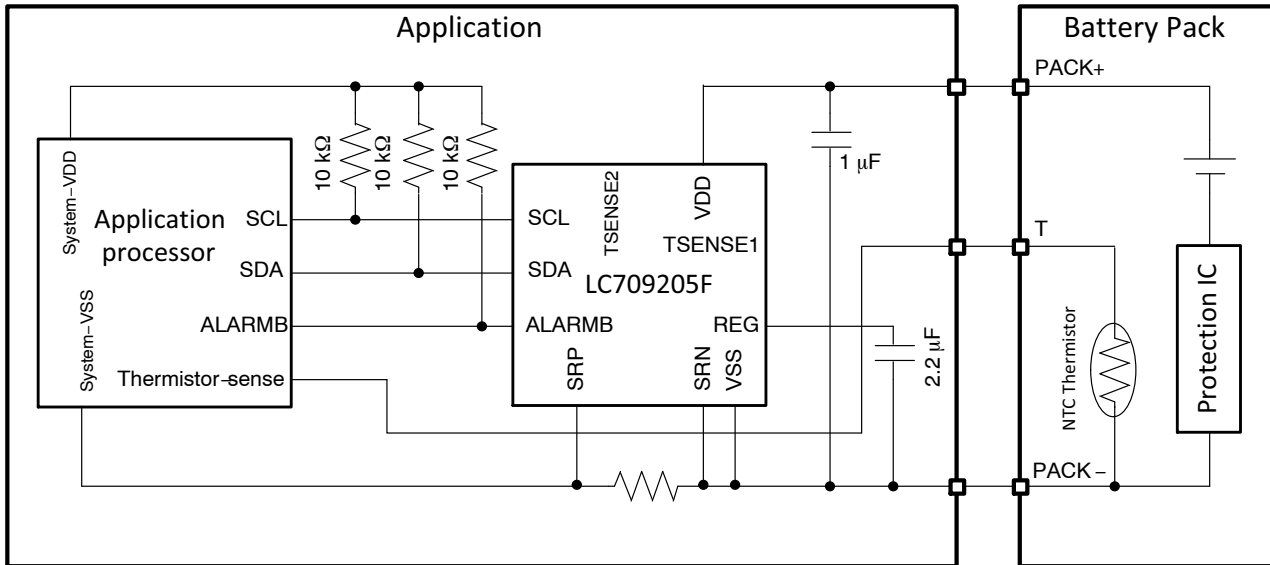 Application
Battery Pack
PACK+
System−VDD
10 kΩ
10 kΩ
10 kΩ
1 μF
Application
processor
SCL
SDA
ALARMB
Thermistor−sense
System−VSS
TSENSE2
VDD
SCL
TSENSE1
SDA
LC709205F
ALARMB
REG
SRP
SRN
VSS
2.2 μF
T
NTC Thermistor
Protection IC
PACK −